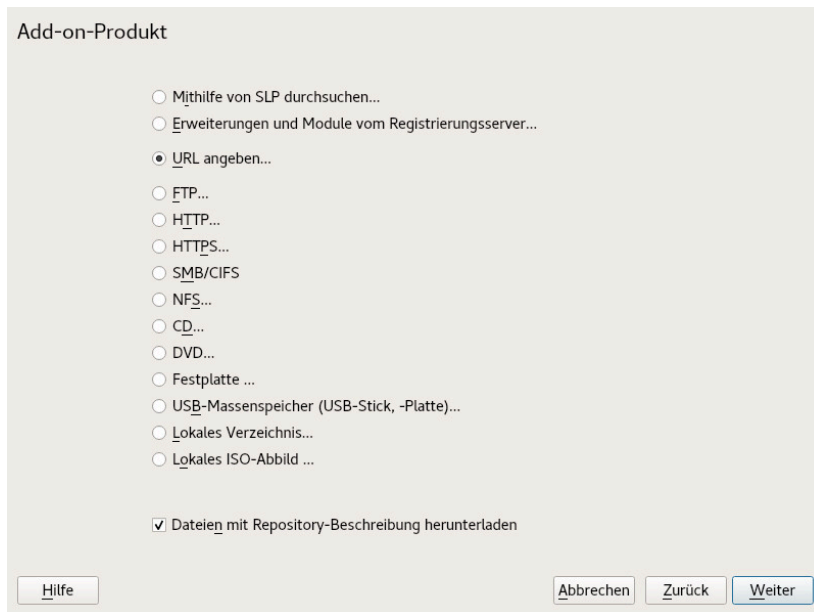 Add-on-Produkt
Mithilfe von SLP durchsuchen...
Erweiterungen und Module vom Registrierungsserver...
URL angeben...
FTP...
HTTP...
HTTPS...
SMB/CIFS
NFS...
CD...
DVD...
Festplatte ...
USB-Massenspeicher (USB-Stick, -Platte)...
Lokales Verzeichnis...
Lokales ISO-Abbild ...
Dateien mit Repository-Beschreibung herunterladen
Hilfe Abbrechen Zurück Weiter